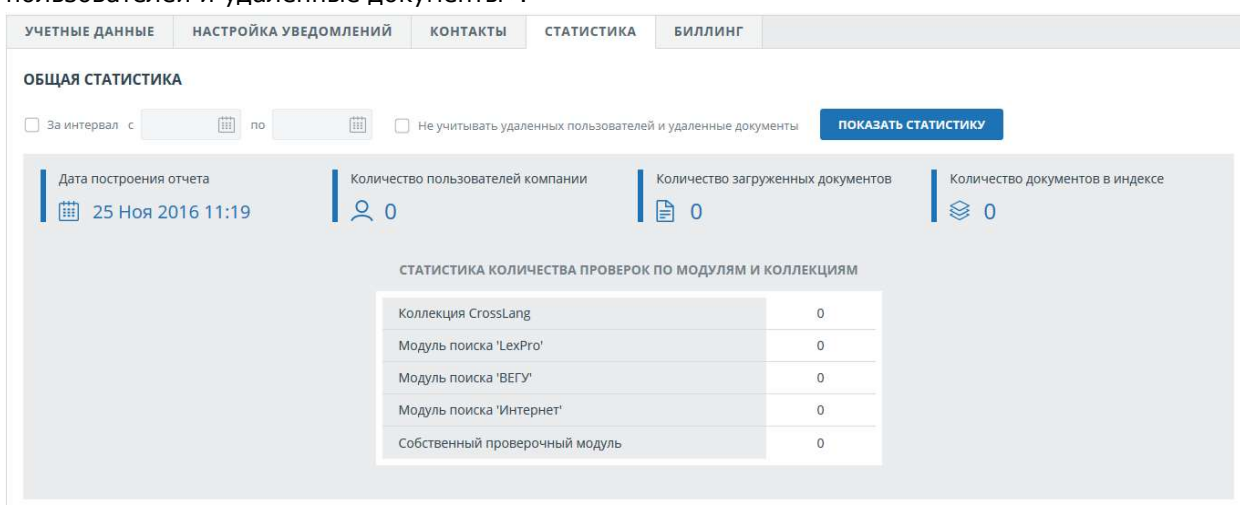 пользователей и удаленные документы".
УЧЕТНЫЕ ДАННЫЕ НАСТРОЙКА УВЕДОМЛЕНИЙ КОНТАКТЫ СТАТИСТИКА БИЛЛИНГ
ОБЩАЯ СТАТИСТИКА
За интервал с по Не учитывать удаленных пользователей и удаленные документы ПОКАЗАТЬ СТАТИСТИКУ
Дата построения отчета Количество пользователей компании Количество загруженных документов Количество документов в индексе
25 Ноя 2016 11:19 0 0 0
СТАТИСТИКА КОЛИЧЕСТВА ПРОВЕРОК ПО МОДУЛЯМ И КОЛЛЕКЦИЯМ
Коллекция CrossLang 0
Модуль поиска 'LexPro' 0
Модуль поиска 'ВЕГУ' 0
Модуль поиска 'Интернет' 0
Собственный проверочный модуль 0